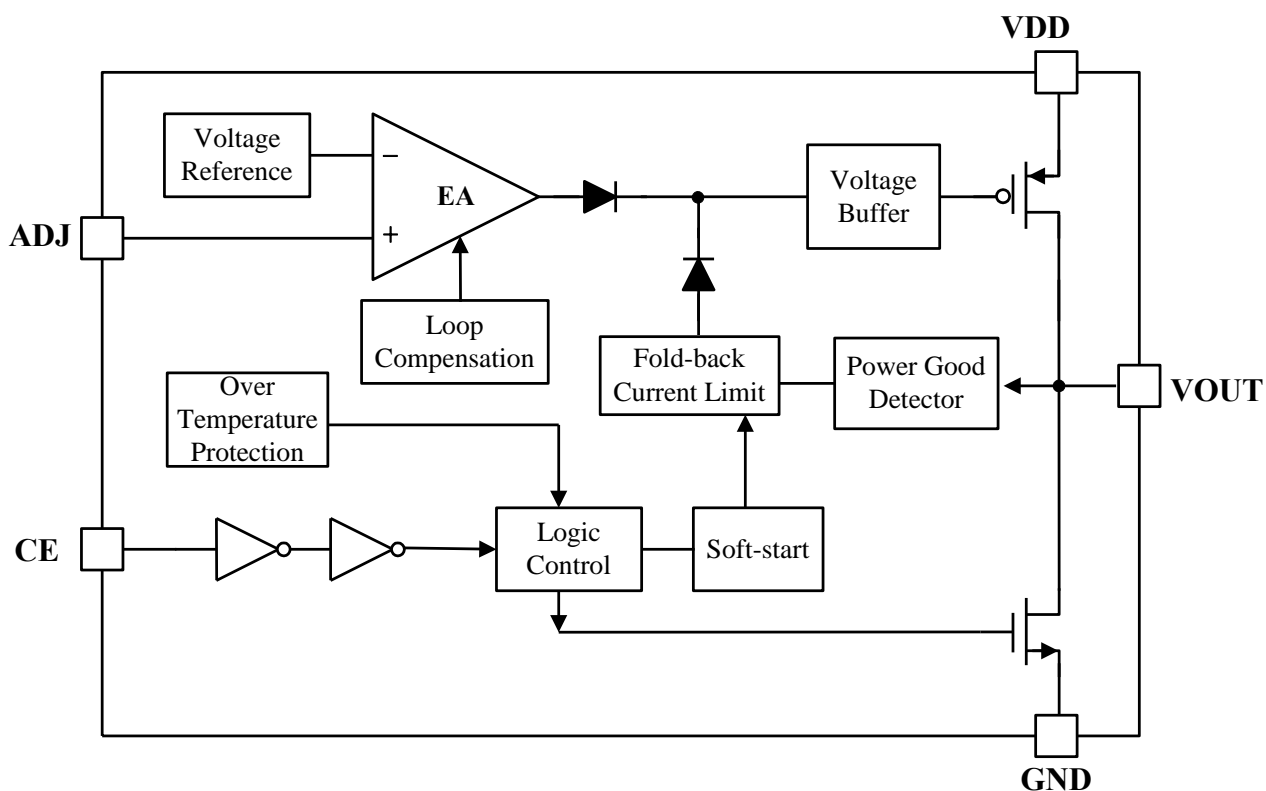 VDD
Voltage
Reference
−
EA
+
ADJ
Voltage
Buffer
Loop
Compensation
Fold-back
Current Limit
Power Good
Detector
VOUT
Over
Temperature
Protection
CE
Logic
Control
Soft-start
GND